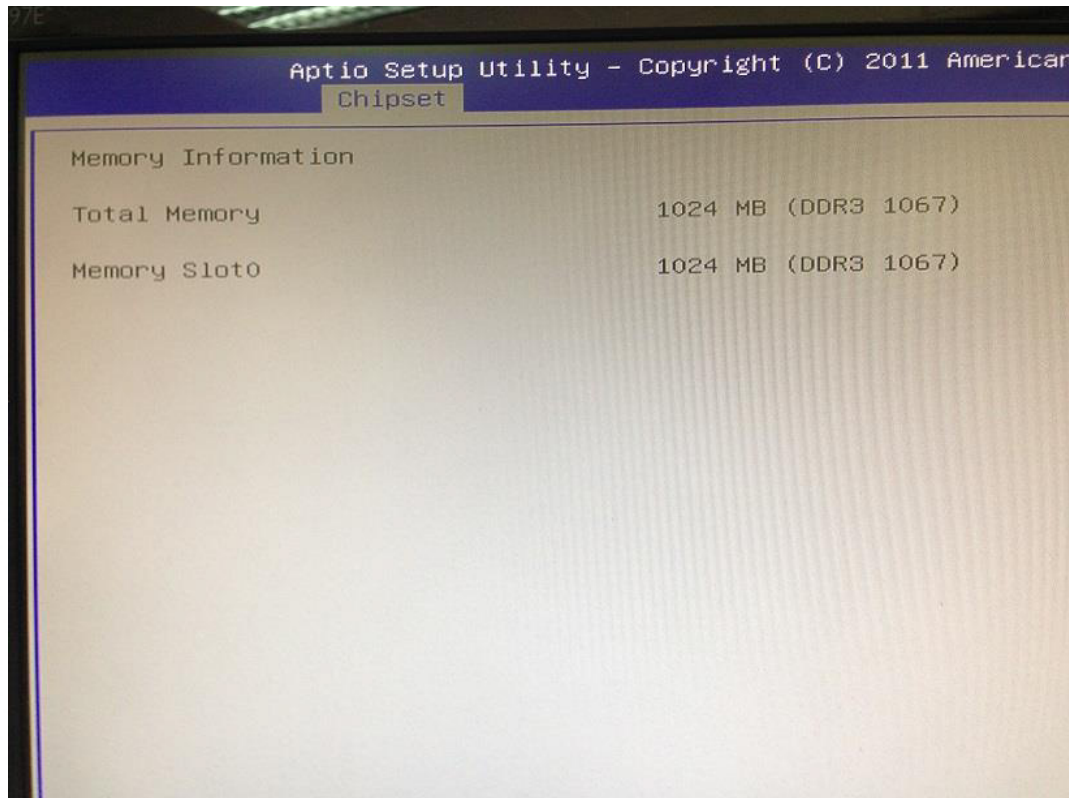 97E
Aptio Setup Utility – Copyright (C) 2011 American
Chipset
Memory Information
Total Memory 1024 MB (DDR3 1067)
Memory Slot0 1024 MB (DDR3 1067)